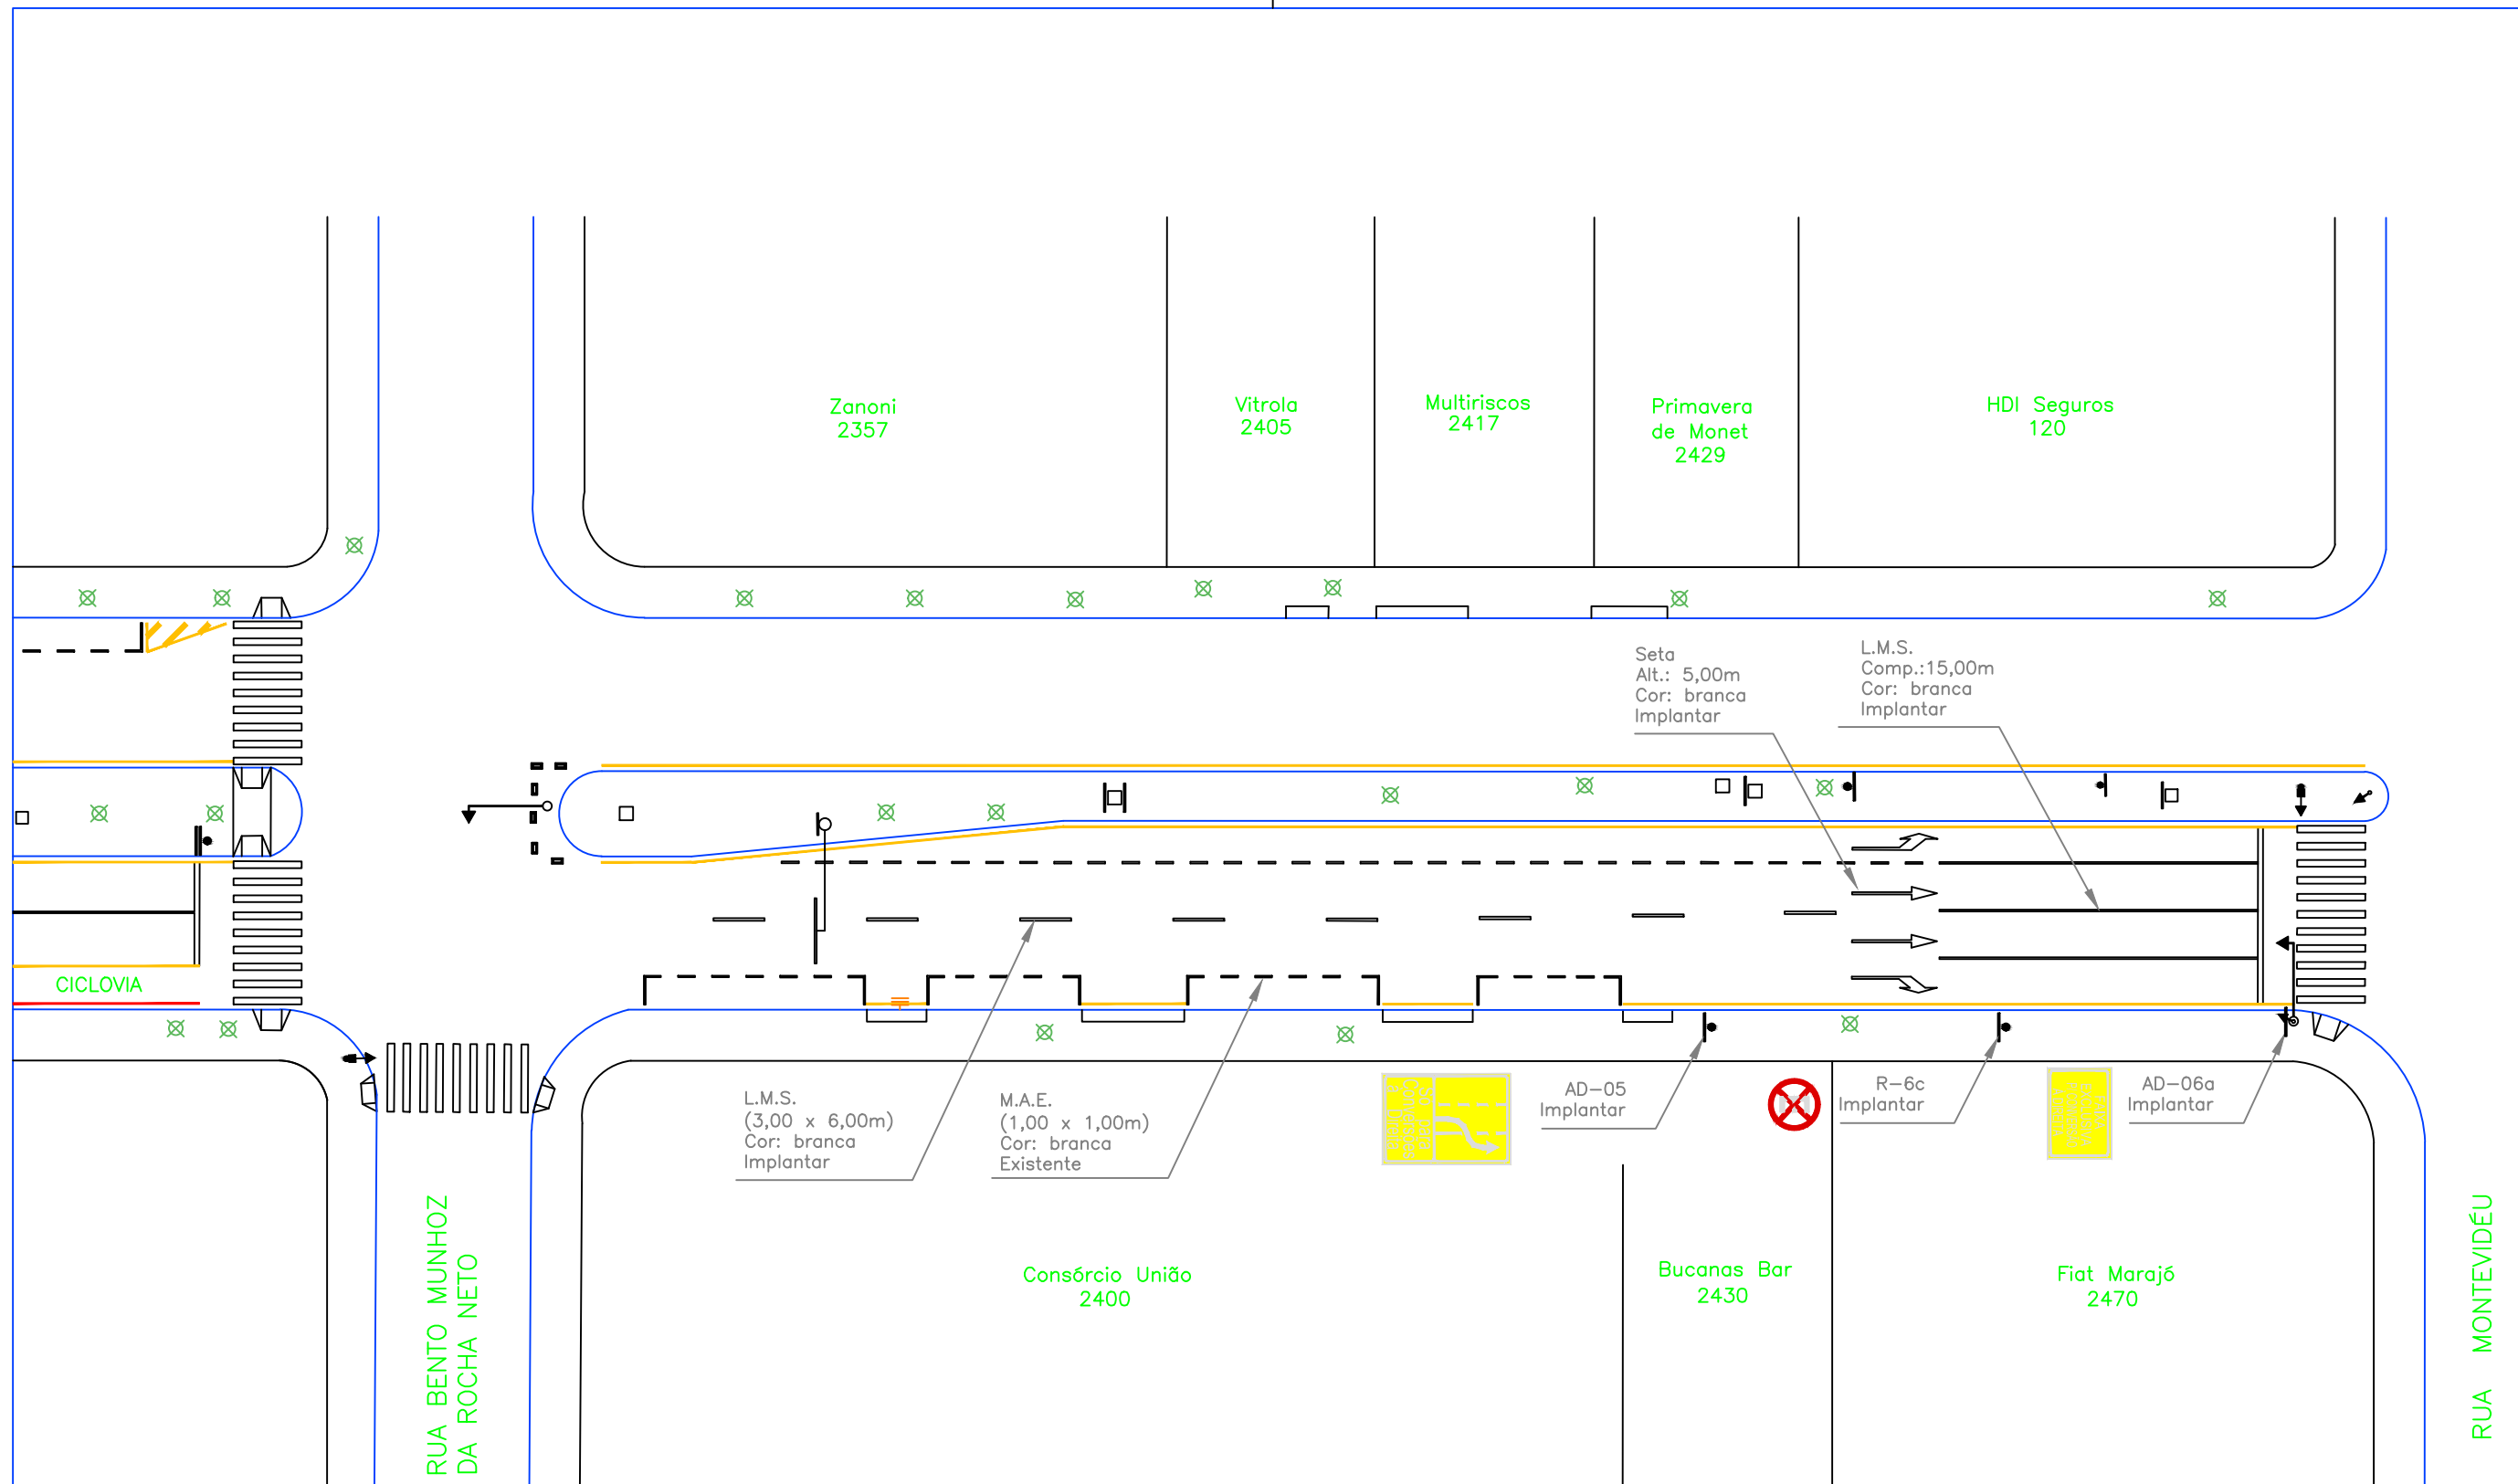 Zanoni
2357
Vitrola
2405
Multiriscos
2417
Primavera
de Monet
2429
HDI Seguros
120
Seta
Alt.: 5,00m
Cor: branca
Implantar
L.M.S.
Comp.:15,00m
Cor: branca
Implantar
CICLOVIA
L.M.S.
(3,00 x 6,00m)
Cor: branca
Implantar
M.A.E.
(1,00 x 1,00m)
Cor: branca
Existente
AD-05
Implantar
R-6c
Implantar
AD-06a
Implantar
Consórcio União
2400
Bucanas Bar
2430
Fiat Marajó
2470
RUA BENTO MUNHOZ
DA ROCHA NETO
RUA MONTEVIDÉU